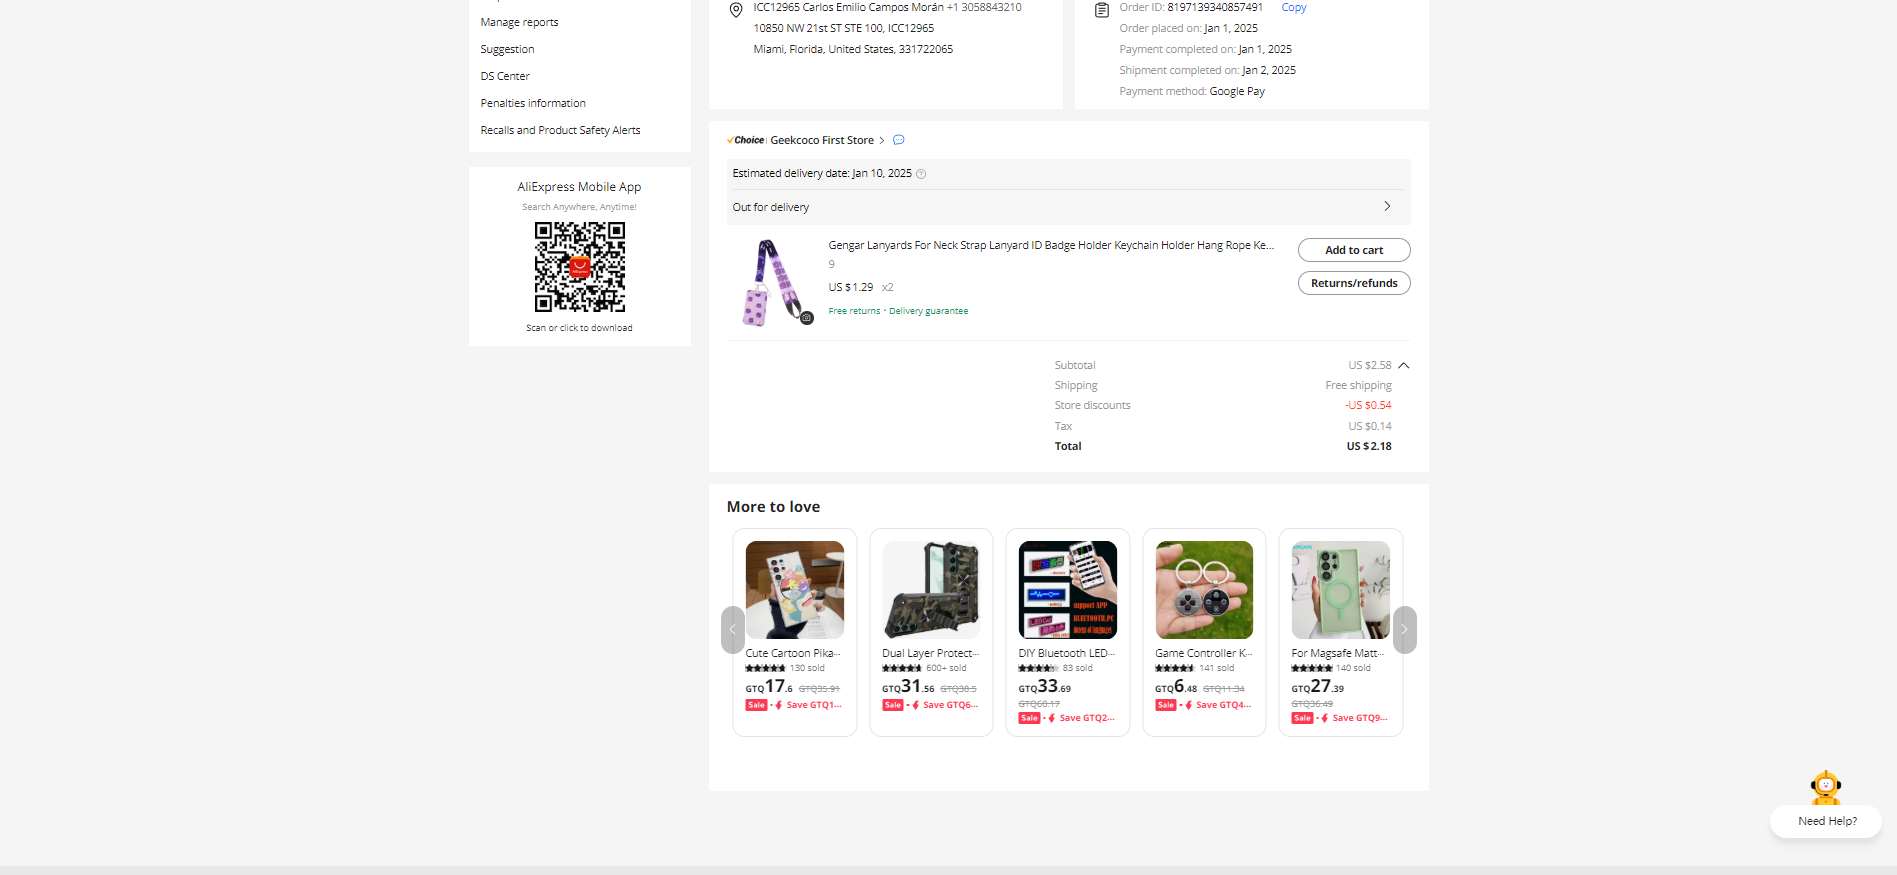 Manage reports
Suggestion
DS Center
Penalties information
Recalls and Product Safety Alerts
AliExpress Mobile App
Search Anywhere, Anytime!
Scan or click to download
ICC12965 Carlos Emilio Campos Morán +1 3058843210
10850 NW 21st ST STE 100, ICC12965
Miami, Florida, United States, 331722065
Order ID: 8197139340857491 Copy
Order placed on: Jan 1, 2025
Payment completed on: Jan 1, 2025
Shipment completed on: Jan 2, 2025
Payment method: Google Pay
Choice Geekcoco First Store
Estimated delivery date: Jan 10, 2025
Out for delivery
Gengar Lanyards For Neck Strap Lanyard ID Badge Holder Keychain Holder Hang Rope Ke...
9
US $1.29 x2
Free returns · Delivery guarantee
Add to cart
Returns/refunds
Subtotal US $2.58
Shipping Free shipping
Store discounts -US $0.54
Tax US $0.14
Total US $2.18
More to love
Cute Cartoon Pika...
130 sold
GTQ17.6 GTQ35.91
Sale Save GTQ1...
Dual Layer Protect...
600+ sold
GTQ31.56 GTQ38.5
Sale Save GTQ6...
support APP
BLUETOOTH,PC
dozens of languages
DIY Bluetooth LED...
83 sold
GTQ33.69
GTQ60.17
Sale Save GTQ2...
Game Controller K...
141 sold
GTQ6.48 GTQ11.34
Sale Save GTQ4...
For Magsafe Matt...
140 sold
GTQ27.39
GTQ36.49
Sale Save GTQ9...
Need Help?